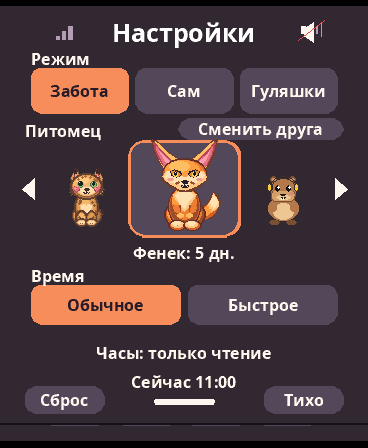 Настройки
Режим
Забота
Сам
Гуляшки
Питомец
Сменить друга
Фенек: 5 дн.
Время
Обычное
Быстрое
Часы: только чтение
Сейчас 11:00
Сброс
Тихо